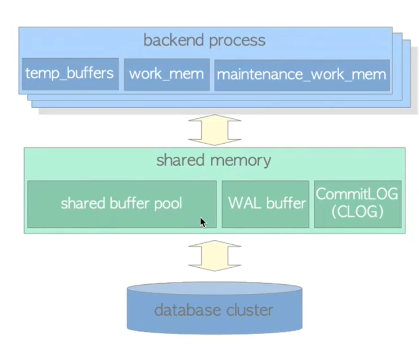 backend process
temp_buffers work_mem maintenance_work_mem
shared memory
shared buffer pool WAL buffer CommitLOG
(CLOG)
database cluster